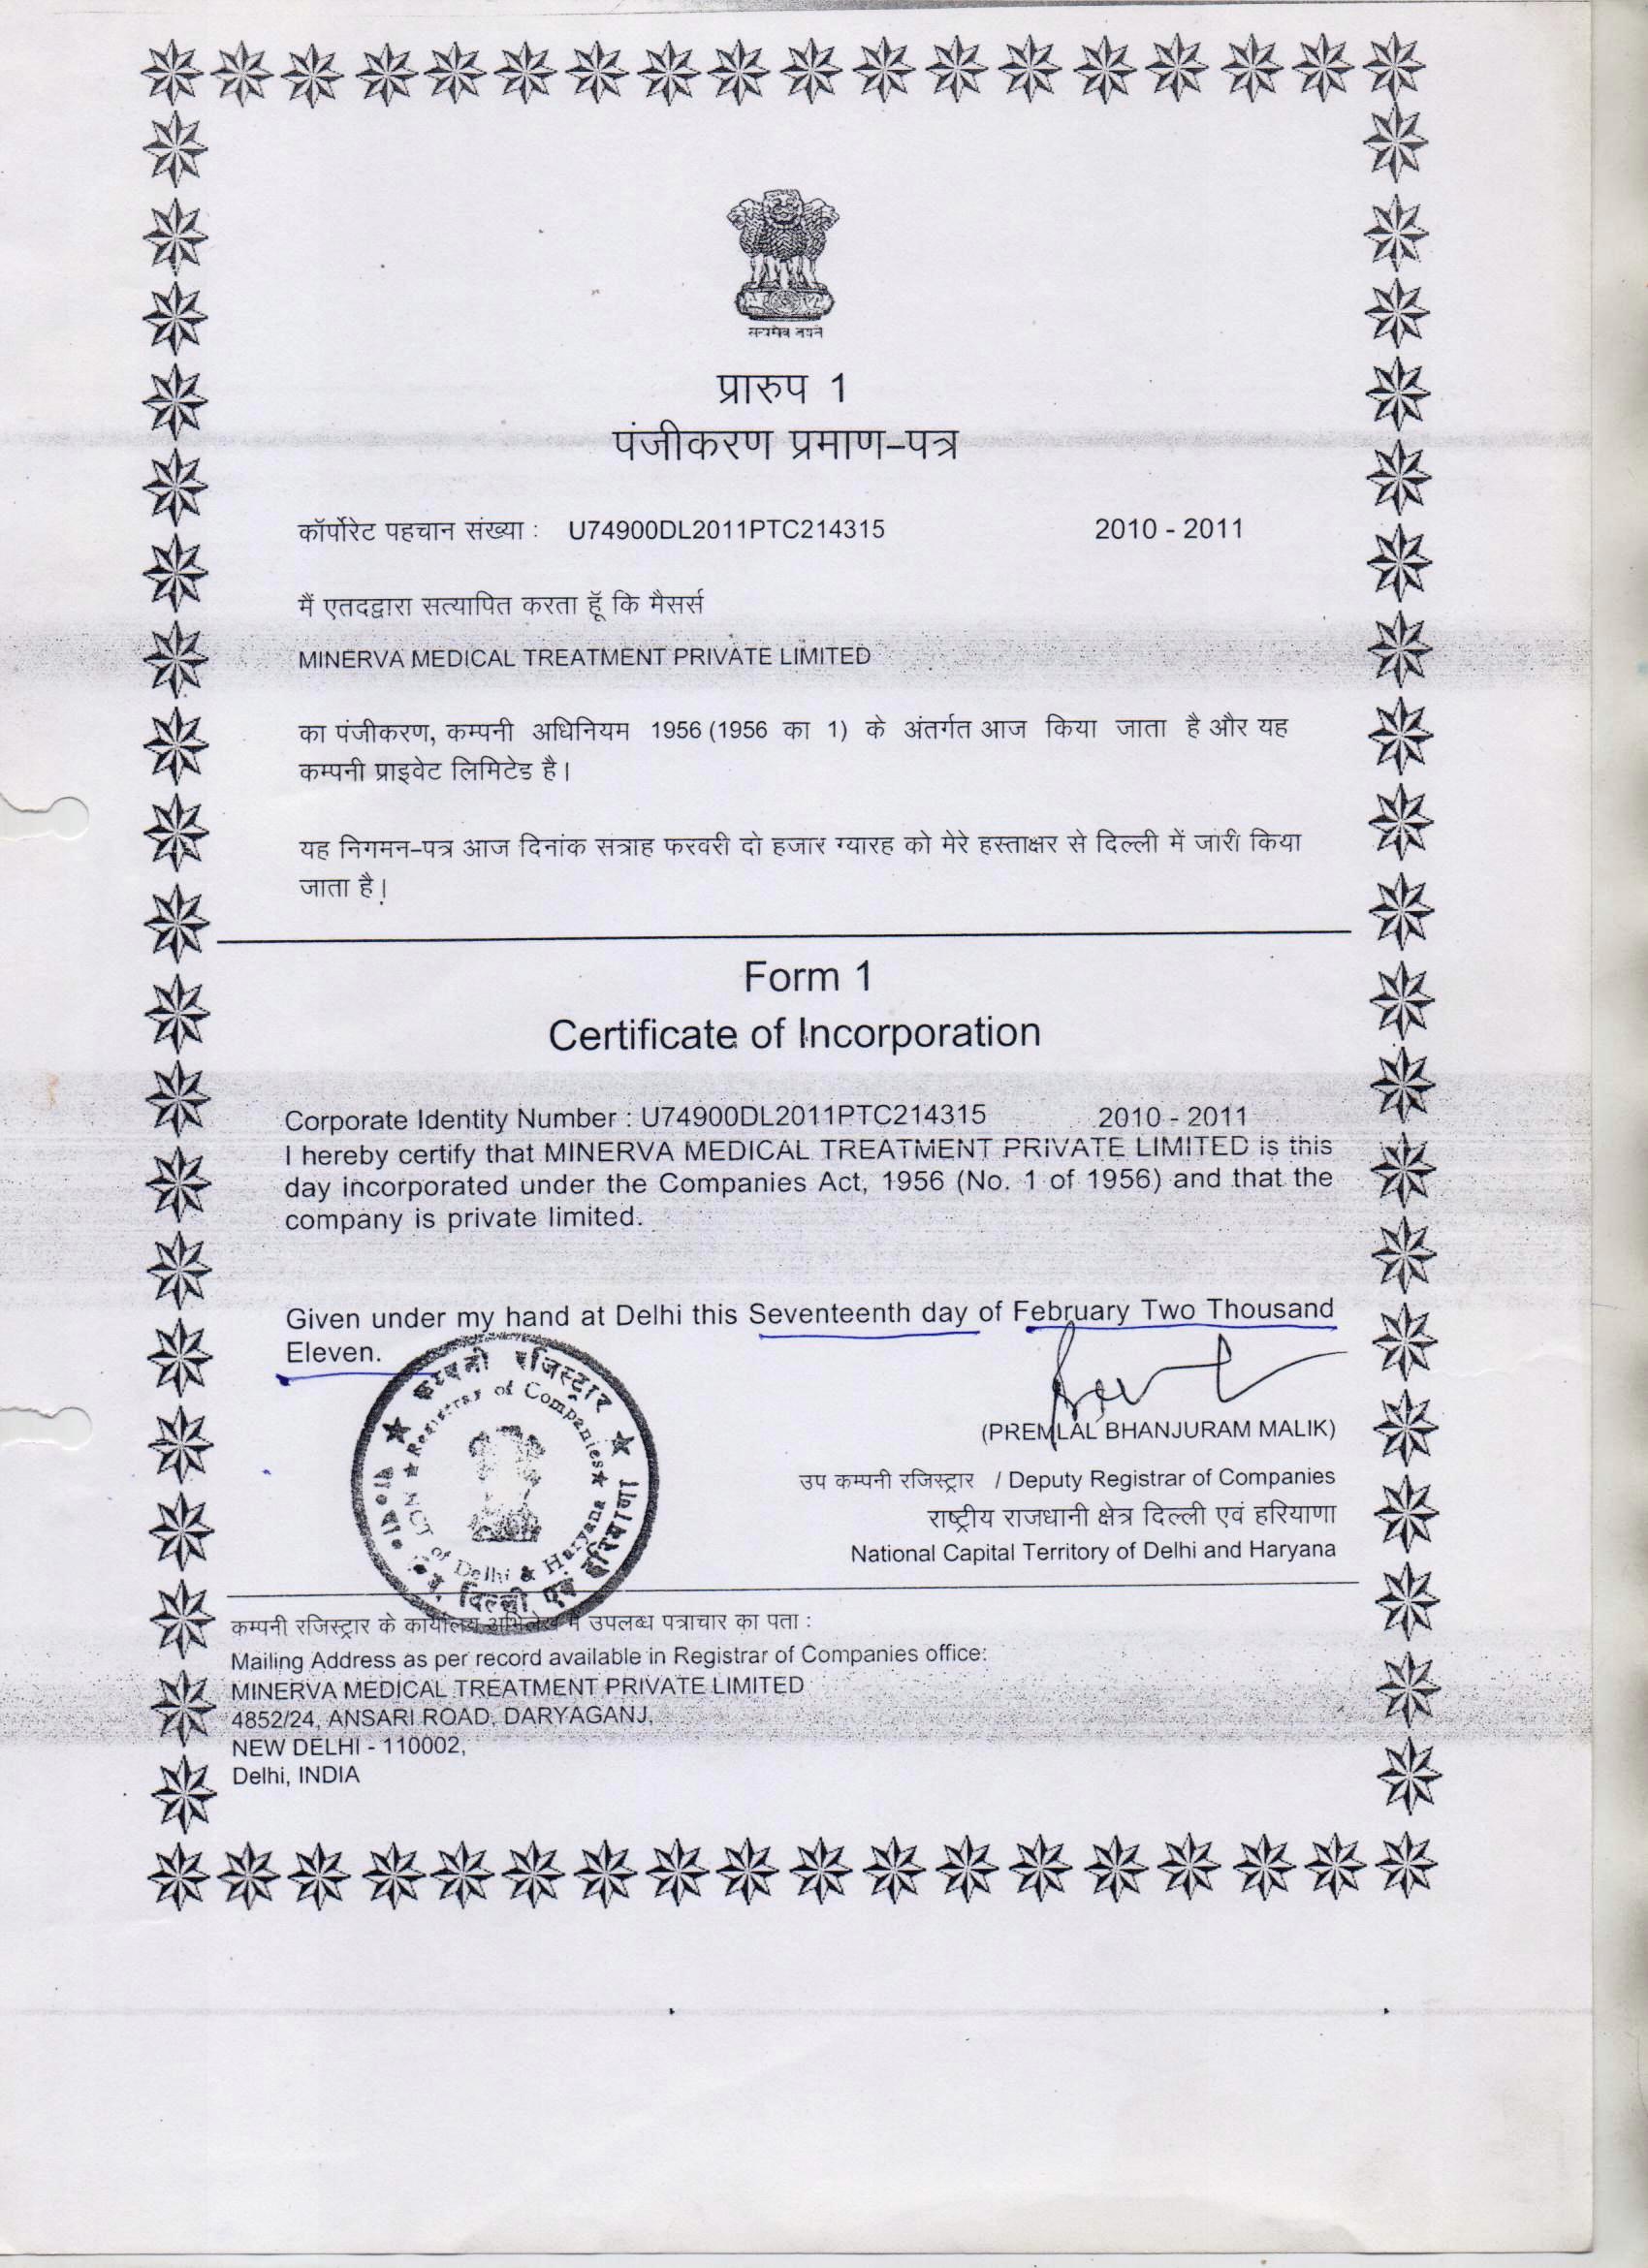 सत्यमेव जयते
प्रारुप 1
पंजीकरण प्रमाण-पत्र
कॉर्पोरेट पहचान संख्या : U74900DL2011PTC214315 2010 - 2011
मैं एतदद्वारा सत्यापित करता हूँ कि मैसर्स
MINERVA MEDICAL TREATMENT PRIVATE LIMITED
का पंजीकरण, कम्पनी अधिनियम 1956 (1956 का 1) के अंतर्गत आज किया जाता है और यह
कम्पनी प्राइवेट लिमिटेड है।
यह निगमन-पत्र आज दिनांक सत्राह फरवरी दो हजार ग्यारह को मेरे हस्ताक्षर से दिल्ली में जारी किया
जाता है।
Form 1
Certificate of Incorporation
Corporate Identity Number : U74900DL2011PTC214315 2010 - 2011
I hereby certify that MINERVA MEDICAL TREATMENT PRIVATE LIMITED is this
day incorporated under the Companies Act, 1956 (No. 1 of 1956) and that the
company is private limited.
Given under my hand at Delhi this Seventeenth day of February Two Thousand
Eleven.
कम्पनी रजिस्ट्रार
Registrar of Companies
NCT of Delhi & Haryana
दिल्ली एवं हरियाणा
(PREMLAL BHANJURAM MALIK)
उप कम्पनी रजिस्ट्रार / Deputy Registrar of Companies
राष्ट्रीय राजधानी क्षेत्र दिल्ली एवं हरियाणा
National Capital Territory of Delhi and Haryana
कम्पनी रजिस्ट्रार के कार्यालय अभिलेख में उपलब्ध पत्राचार का पता :
Mailing Address as per record available in Registrar of Companies office:
MINERVA MEDICAL TREATMENT PRIVATE LIMITED
4852/24, ANSARI ROAD, DARYAGANJ,
NEW DELHI - 110002,
Delhi, INDIA